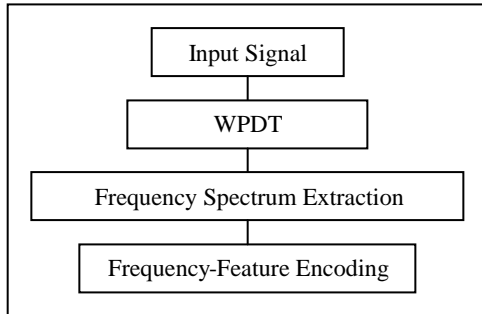 Input Signal
WPDT
Frequency Spectrum Extraction
Frequency-Feature Encoding